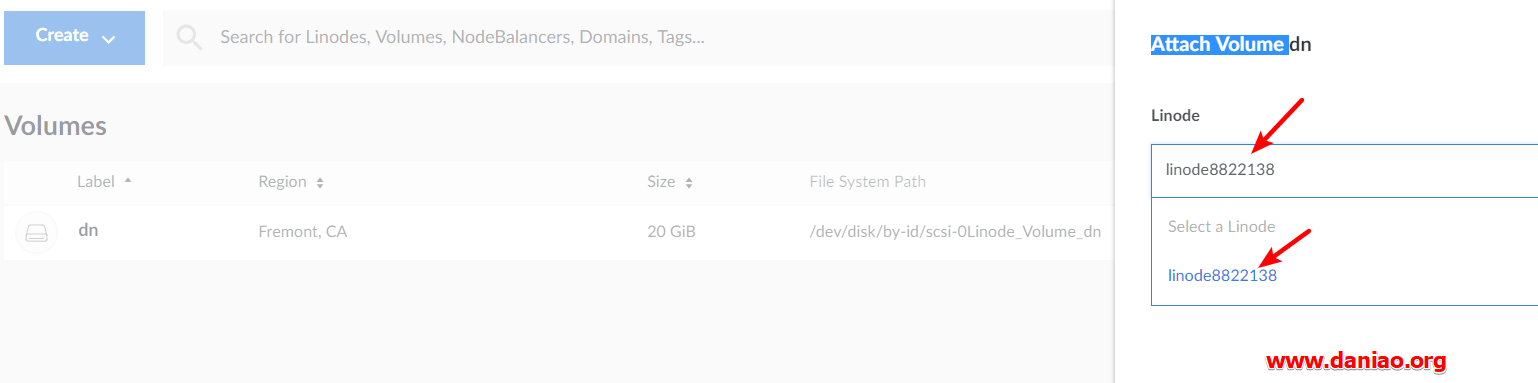 Create
Search for Linodes, Volumes, NodeBalancers, Domains, Tags...
Volumes
Label Region Size File System Path
dn Fremont, CA 20 GiB /dev/disk/by-id/scsi-0Linode_Volume_dn
Attach Volume dn
Linode
linode8822138
Select a Linode
linode8822138
www.daniao.org